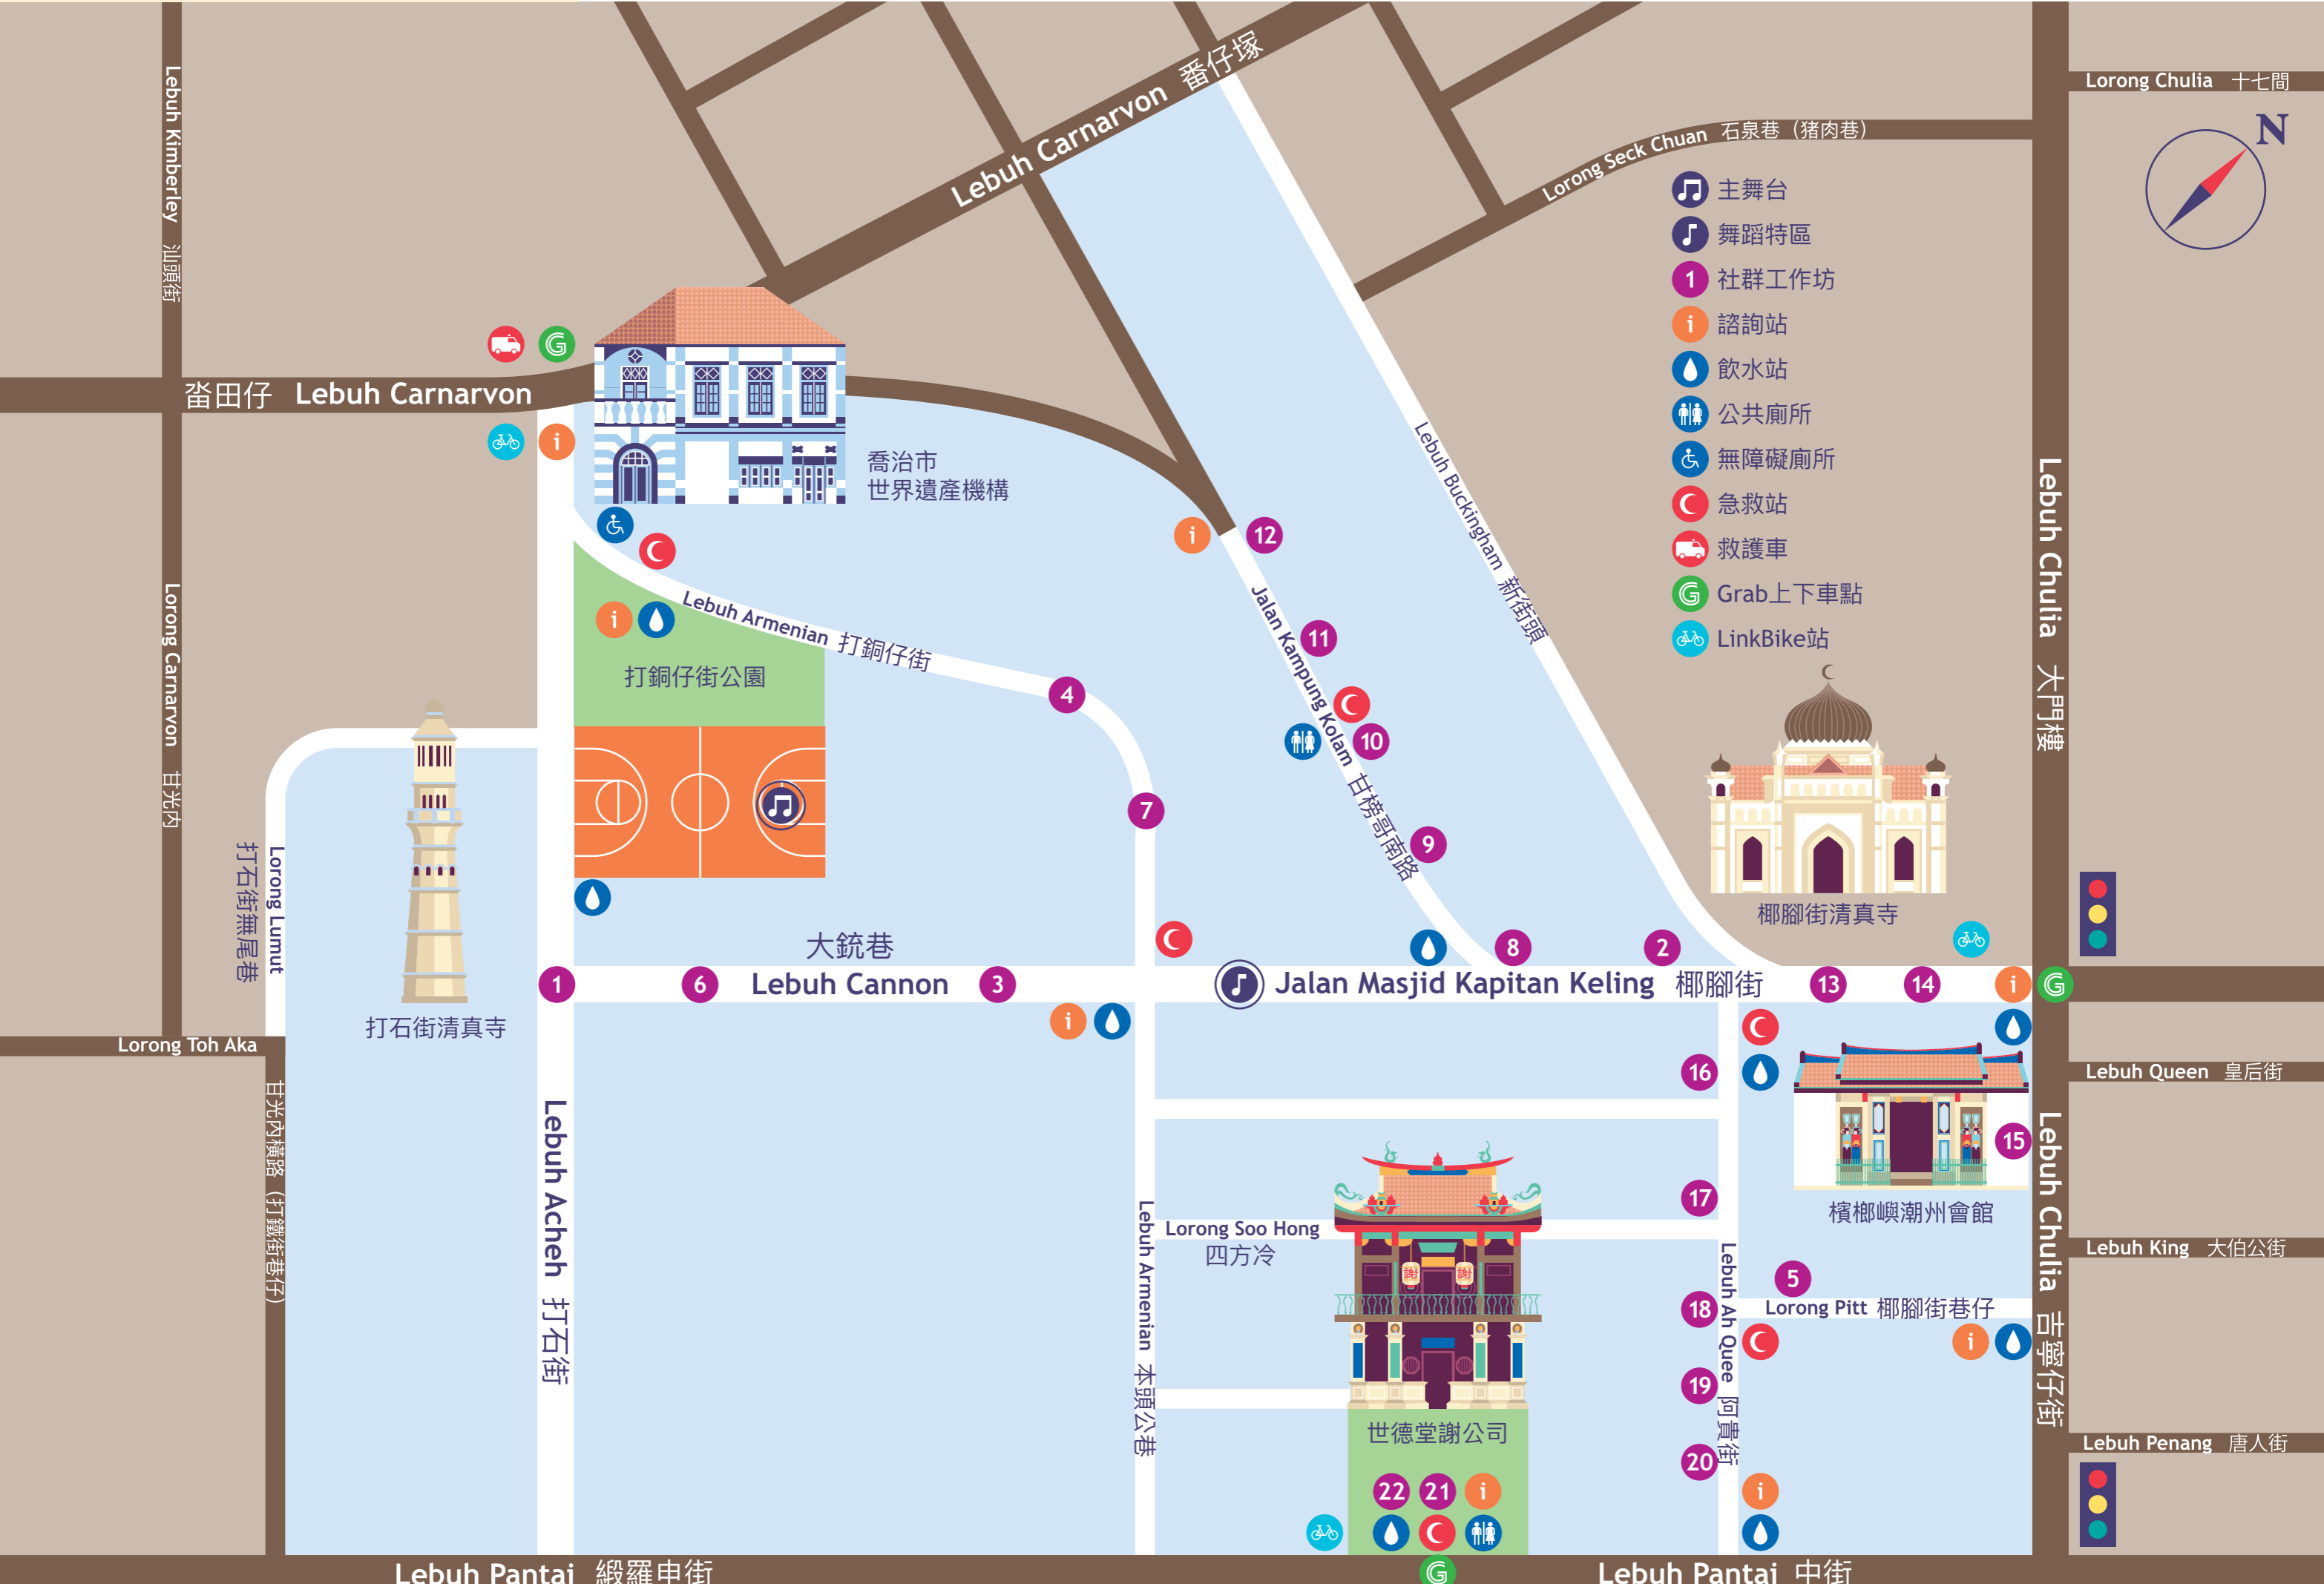 Lebuh Kimberley 汕頭街
Lebuh Carnarvon 番仔塚
Lorong Seck Chuan 石泉巷（猪肉巷）
Lorong Chulia 十七間
N
主舞台
舞蹈特區
1 社群工作坊
i 諮詢站
飲水站
公共廁所
無障礙廁所
急救站
救護車
G Grab上下車點
LinkBike站
G
畓田仔 Lebuh Carnarvon
i
喬治市
世界遺產機構
i
12
Lebuh Buckingham 新街頭
Lebuh Chulia 大門樓
Lorong Carnarvon 甘光内
i
打銅仔街公園
Lebuh Armenian 打銅仔街
4
7
Jalan Kampung Kolam 甘榜哥南路
11
10
9
Lorong Lumut
打石街無尾巷
打石街清真寺
椰腳街清真寺
大銃巷
1
6
Lebuh Cannon
3
i
Jalan Masjid Kapitan Keling 椰腳街
8
2
13
14
i
G
Lorong Toh Aka
甘光內橫路（打鐵街巷仔）
Lebuh Acheh 打石街
16
15
檳榔嶼潮州會館
Lebuh Queen 皇后街
17
Lorong Soo Hong
四方冷
Lebuh Armenian 本頭公巷
謝
謝
Lebuh Ah Quee 阿貴街
Lebuh King 大伯公街
5
Lorong Pitt 椰腳街巷仔
18
i
Lebuh Chulia 吉寧仔街
19
世德堂謝公司
Lebuh Penang 唐人街
20
22
21
i
i
G
Lebuh Pantai 緞羅申街
Lebuh Pantai 中街